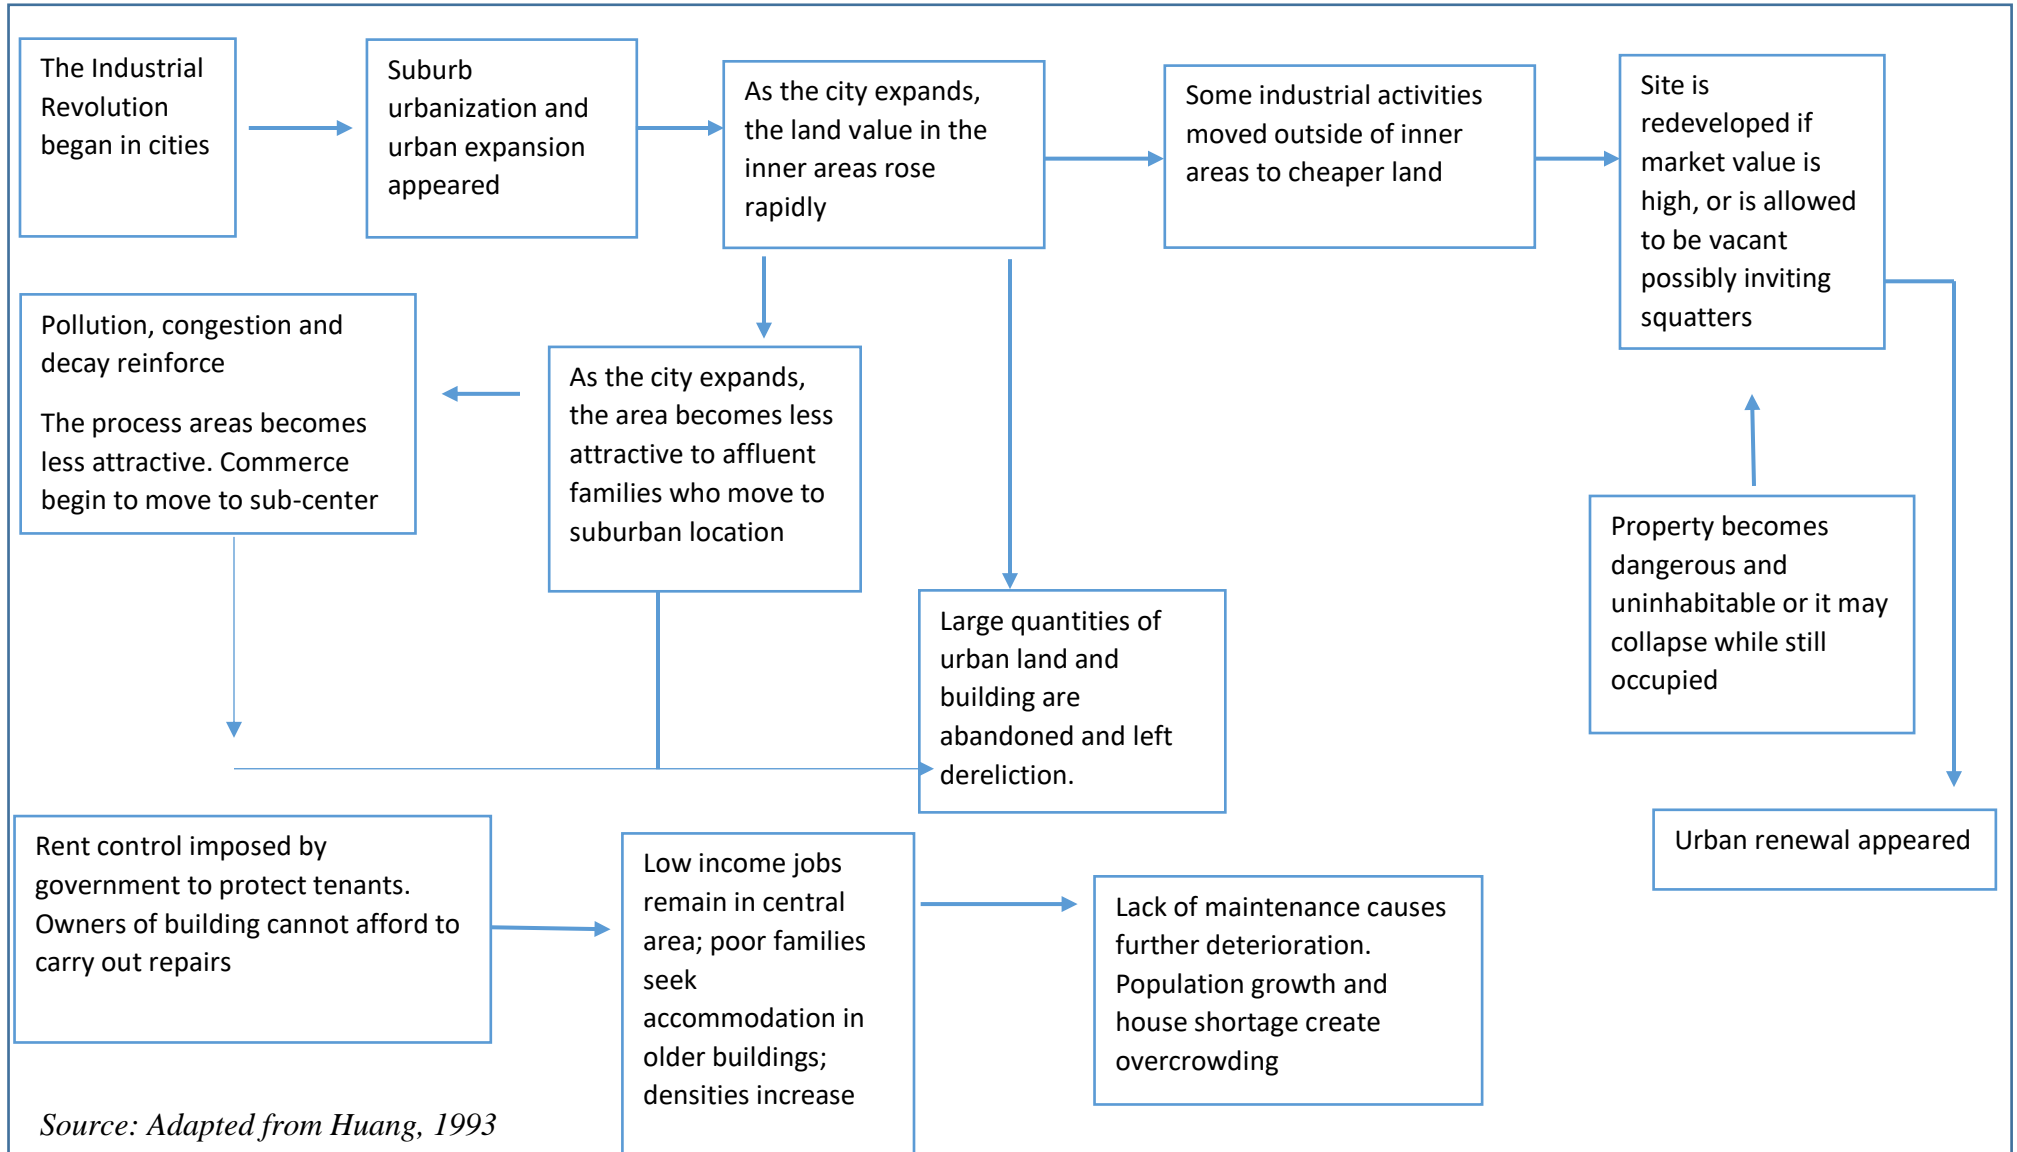 The Industrial
Revolution
began in cities
Suburb
urbanization and
urban expansion
appeared
As the city expands,
the land value in the
inner areas rose
rapidly
Some industrial activities
moved outside of inner
areas to cheaper land
Site is
redeveloped if
market value is
high, or is allowed
to be vacant
possibly inviting
squatters
Pollution, congestion and
decay reinforce
The process areas becomes
less attractive. Commerce
begin to move to sub-center
As the city expands,
the area becomes less
attractive to affluent
families who move to
suburban location
Large quantities of
urban land and
building are
abandoned and left
dereliction.
Property becomes
dangerous and
uninhabitable or it may
collapse while still
occupied
Urban renewal appeared
Rent control imposed by
government to protect tenants.
Owners of building cannot afford to
carry out repairs
Low income jobs
remain in central
area; poor families
seek
accommodation in
older buildings;
densities increase
Lack of maintenance causes
further deterioration.
Population growth and
house shortage create
overcrowding
Source: Adapted from Huang, 1993